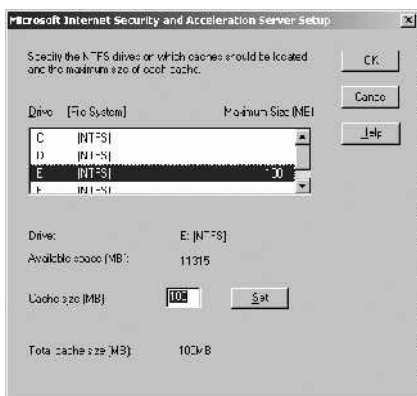 Microsoft Internet Security and Acceleration Server Setup
Specify the NTFS drives on which caches should be located
and the maximum size of each cache.
OK
Cancel
Help
Drive [File System] Maximum Size (MB)
C [NTFS]
D [NTFS]
E [NTFS] 100
F [NTFS]
Drive: E: [NTFS]
Available space (MB): 11315
Cache size (MB) 100 Set
Total cache size (MB): 100MB